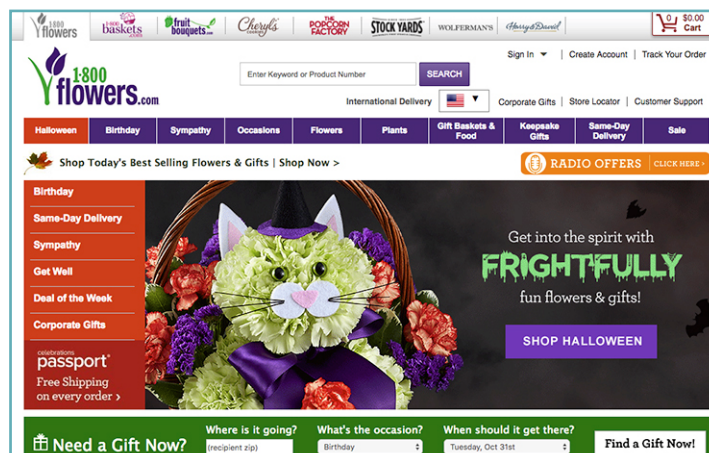 1·800 flowers
1·800 baskets.com
fruit bouquets.com
Cheryl's
THE POPCORN FACTORY
STOCK YARDS
WOLFERMAN'S
Harry & David
0
$0.00
Cart
Sign In
Create Account
Track Your Order
1·800
flowers.com
Enter Keyword or Product Number
SEARCH
International Delivery
Corporate Gifts
Store Locator
Customer Support
Halloween
Birthday
Sympathy
Occasions
Flowers
Plants
Gift Baskets & Food
Keepsake Gifts
Same-Day Delivery
Sale
Shop Today's Best Selling Flowers & Gifts | Shop Now >
RADIO OFFERS
CLICK HERE >
Birthday
Same-Day Delivery
Sympathy
Get Well
Deal of the Week
Corporate Gifts
celebrations
passport
Free Shipping
on every order >
Get into the spirit with
FRIGHTFULLY
fun flowers & gifts!
SHOP HALLOWEEN
Need a Gift Now?
Where is it going?
(recipient zip)
What's the occasion?
Birthday
When should it get there?
Tuesday, Oct 31st
Find a Gift Now!